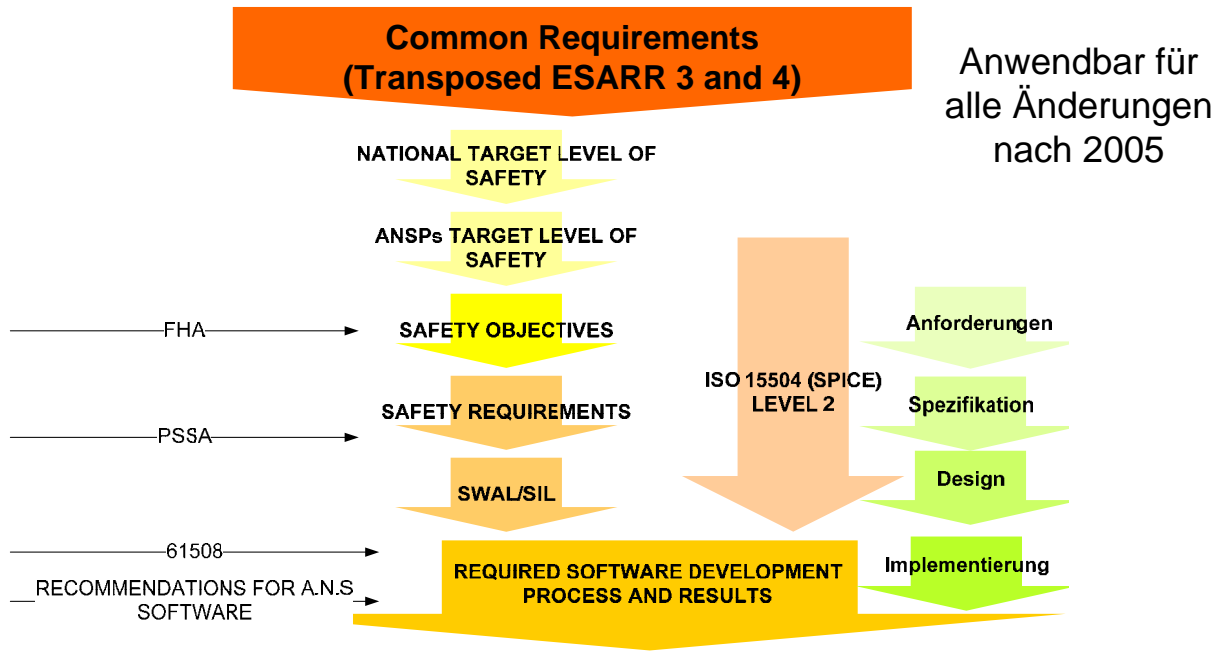 Common Requirements
(Transposed ESARR 3 and 4)
Anwendbar für
alle Änderungen
nach 2005
NATIONAL TARGET LEVEL OF
SAFETY
ANSPs TARGET LEVEL OF
SAFETY
FHA
SAFETY OBJECTIVES
Anforderungen
ISO 15504 (SPICE)
LEVEL 2
SAFETY REQUIREMENTS
Spezifikation
PSSA
SWAL/SIL
Design
61508
RECOMMENDATIONS FOR A.N.S
SOFTWARE
REQUIRED SOFTWARE DEVELOPMENT
PROCESS AND RESULTS
Implementierung